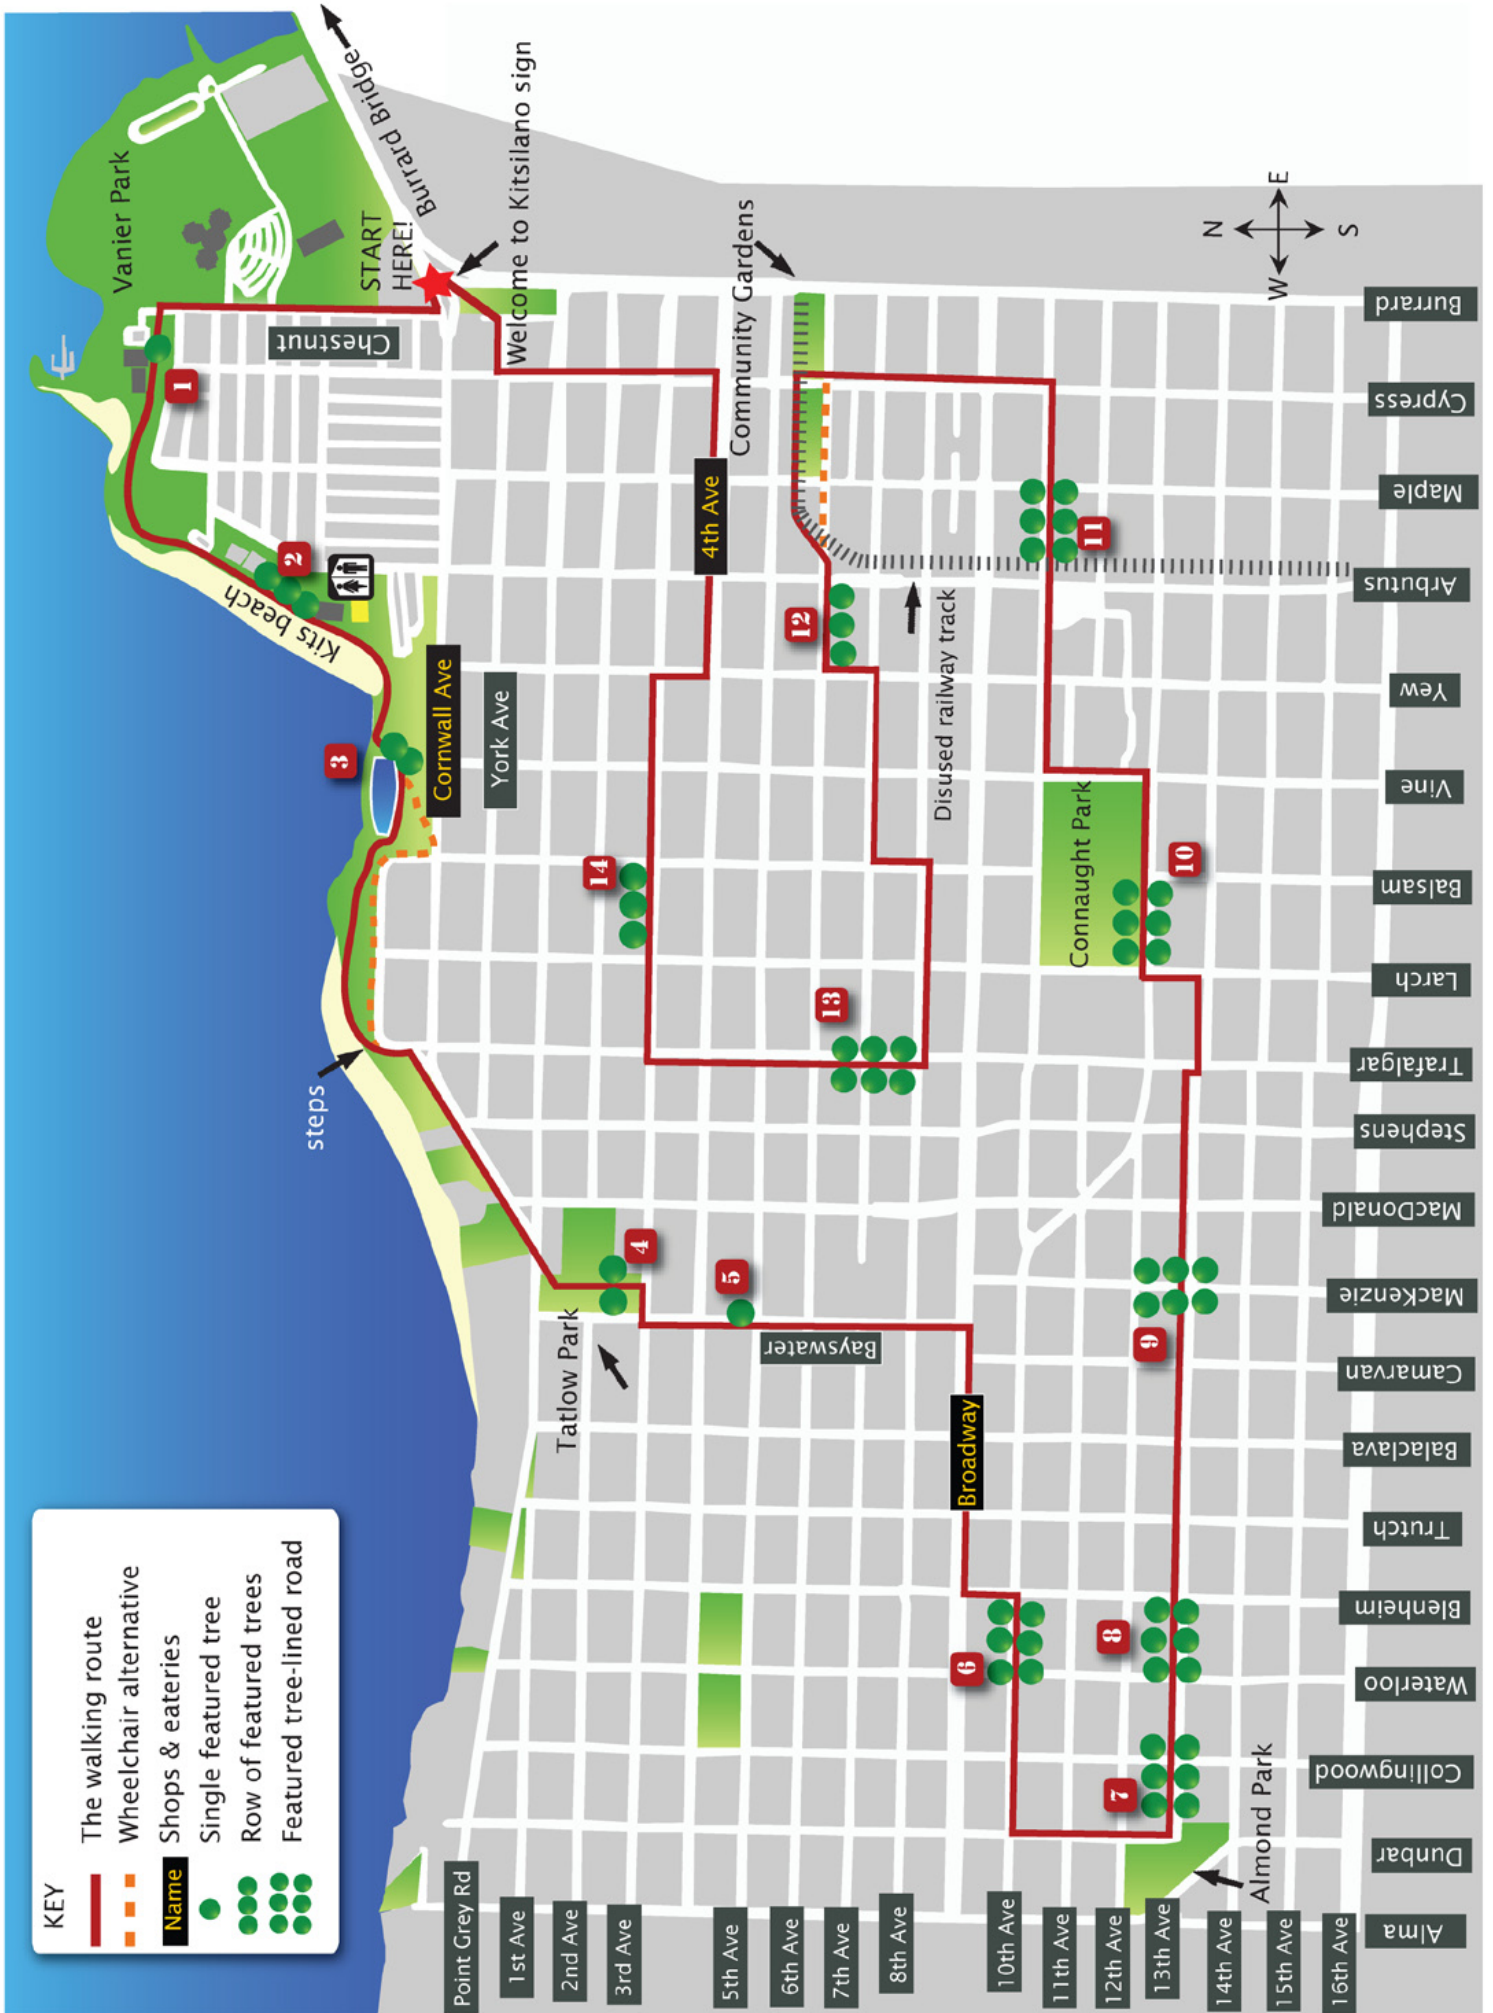 KEY
The walking route
Wheelchair alternative
Name
Shops & eateries
Single featured tree
Row of featured trees
Featured tree-lined road
Vanier Park
START
HERE!
Burrard Bridge
Welcome to Kitsilano sign
Chestnut
1
2
Kits beach
3
Cornwall Ave
York Ave
steps
4th Ave
Community Gardens
N
W
E
S
14
13
12
11
10
Disused railway track
Connaught Park
Tatlow Park
4
5
Bayswater
Broadway
6
7
8
9
Almond Park
Point Grey Rd
1st Ave
2nd Ave
3rd Ave
5th Ave
6th Ave
7th Ave
8th Ave
10th Ave
11th Ave
12th Ave
13th Ave
14th Ave
15th Ave
16th Ave
Alma
Dunbar
Collingwood
Waterloo
Blenheim
Trutch
Balaclava
Camarvan
MacKenzie
MacDonald
Stephens
Trafalgar
Larch
Balsam
Vine
Yew
Arbutus
Maple
Cypress
Burrard